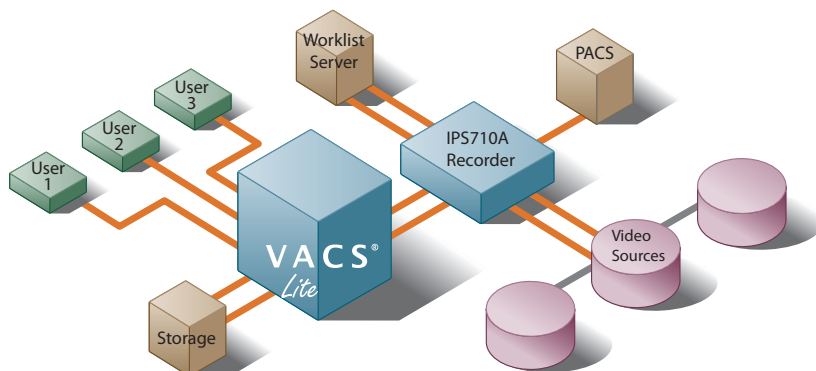 Worklist
Server
PACS
User
3
User
2
User
1
IPS710A
Recorder
VACS®
Lite
Video
Sources
Storage